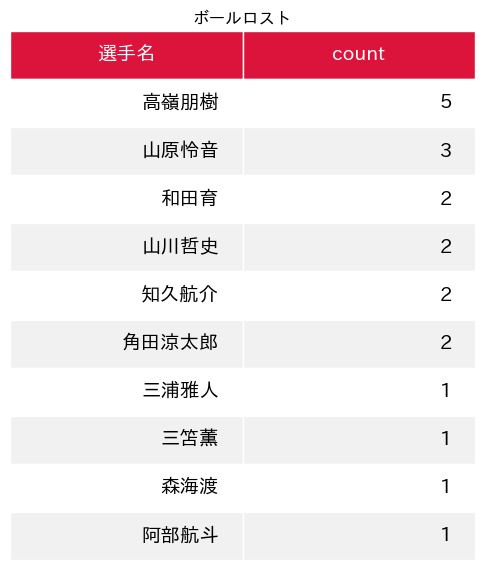 ボールロスト
選手名 count
高嶺朋樹 5
山原怜音 3
和田育 2
山川哲史 2
知久航介 2
角田涼太郎 2
三浦雅人 1
三笘薫 1
森海渡 1
阿部航斗 1